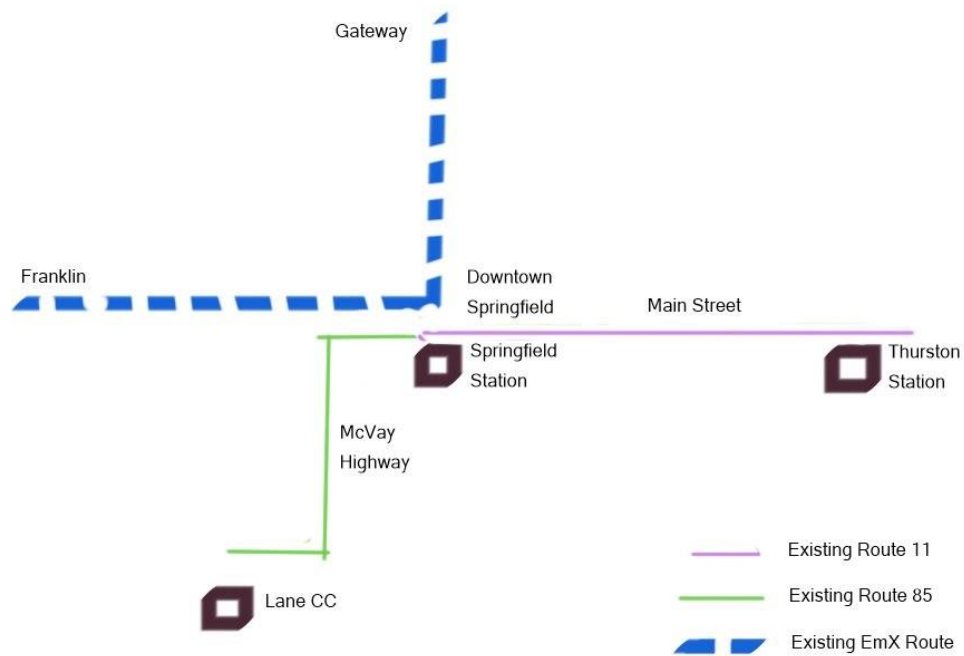 Gateway
Franklin
Downtown
Springfield
Main Street
Springfield
Station
Thurston
Station
McVay
Highway
Existing Route 11
Existing Route 85
Lane CC
Existing EmX Route